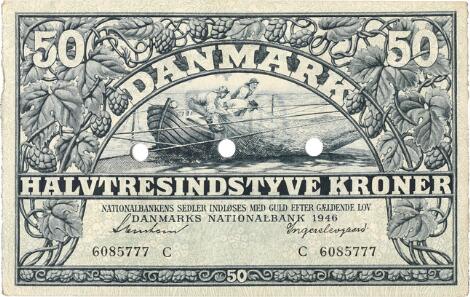 50 50
DANMARK
HALVTRESINDSTYVE KRONER
NATIONALBANKENS SEDLER INDLØSES MED GULD EFTER GÆLDENDE LOV
DANMARKS NATIONALBANK 1946
6085777 C C 6085777
50